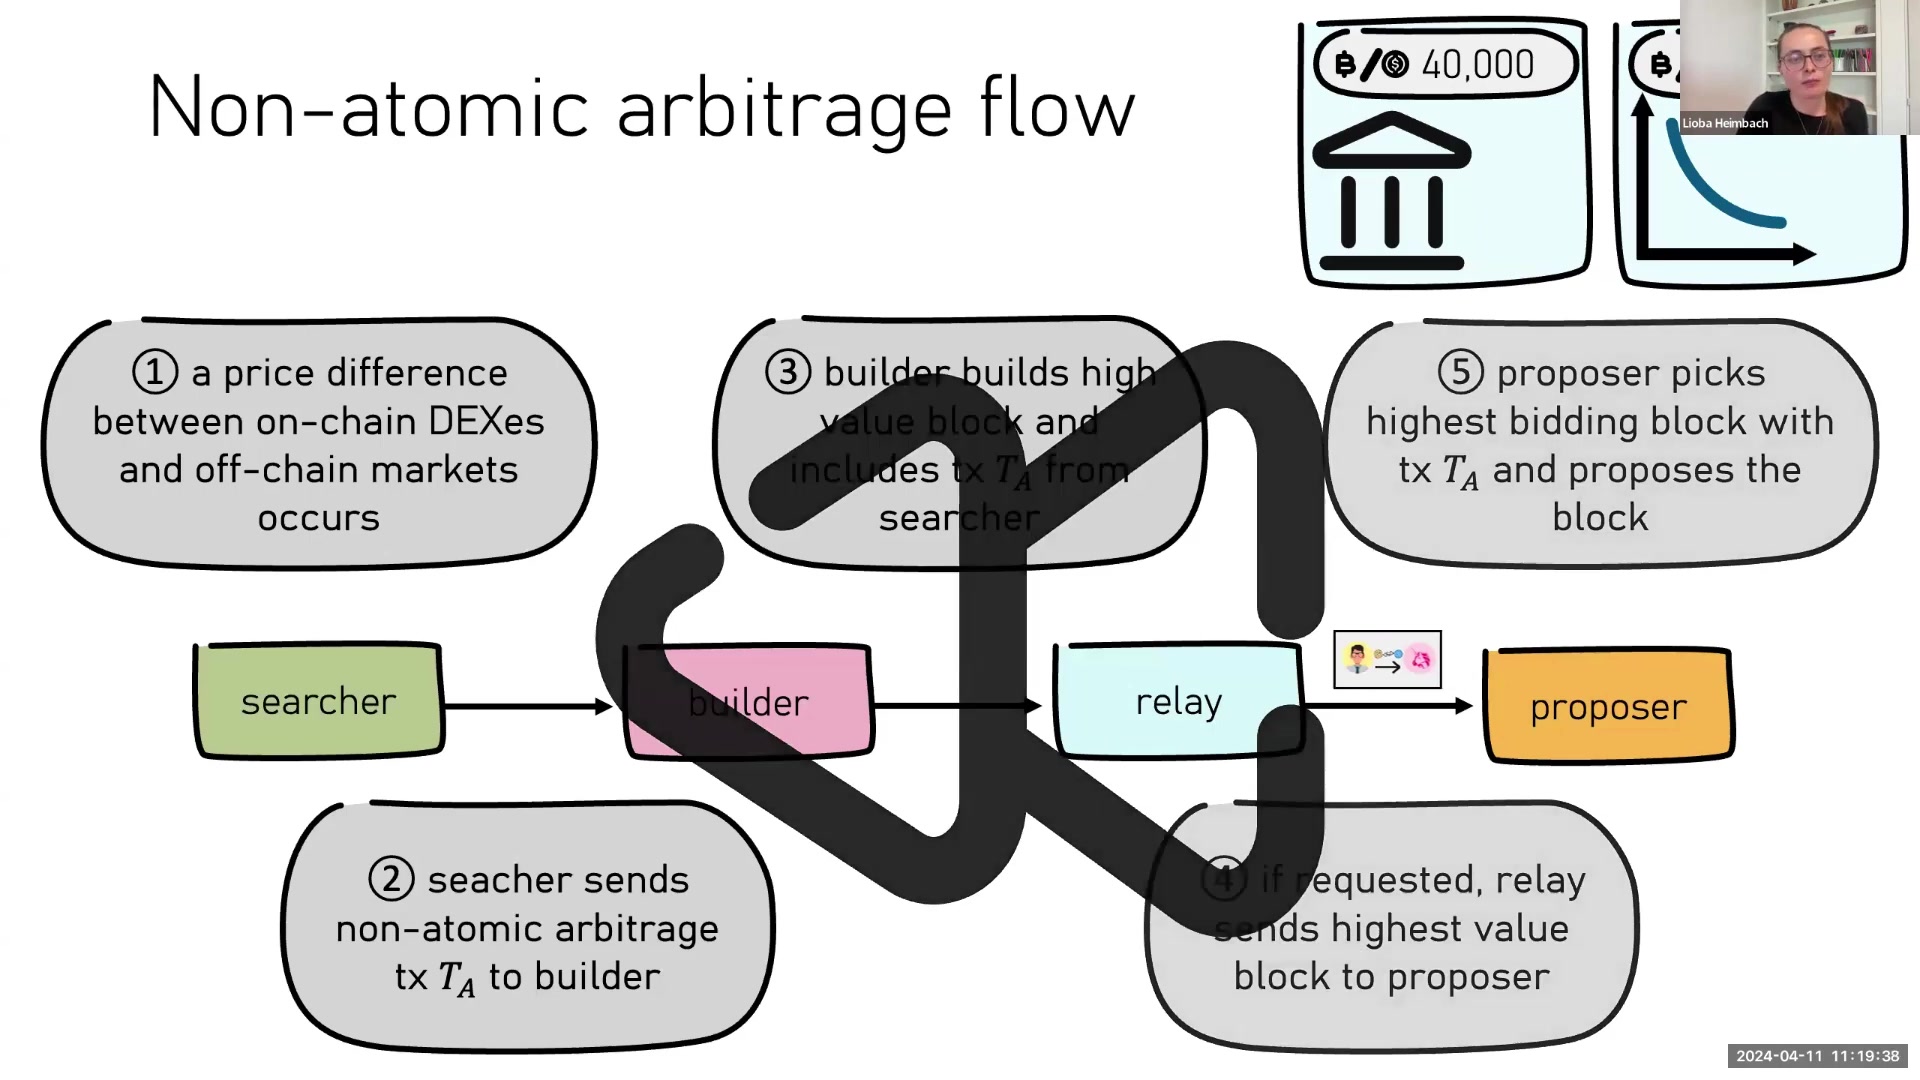 Non-atomic arbitrage flow
₿/ 40,000
₿/
Lioba Heimbach
① a price difference
between on-chain DEXes
and off-chain markets
occurs
③ builder builds high
value block and
includes tx T_A from
searcher
⑤ proposer picks
highest bidding block with
tx T_A and proposes the
block
searcher
builder
relay
proposer
② seacher sends
non-atomic arbitrage
tx T_A to builder
④ if requested, relay
sends highest value
block to proposer
2024-04-11 11:19:38